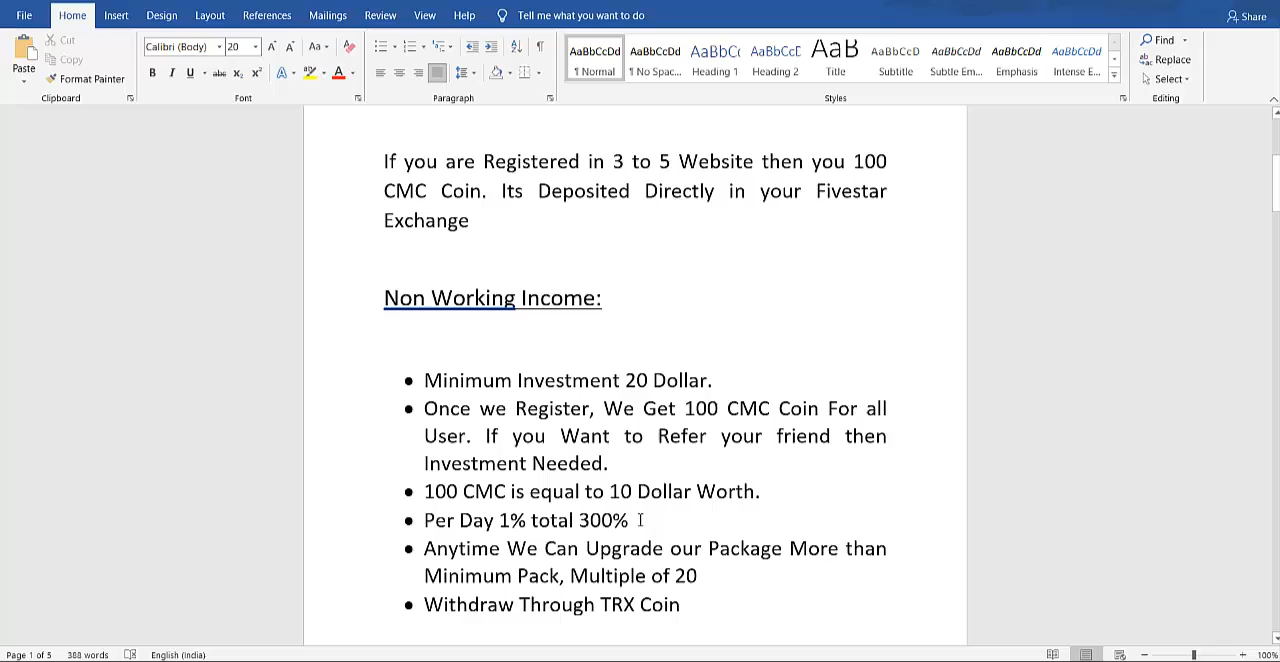 File Home Insert Design Layout References Mailings Review View Help Tell me what you want to do Share
Cut
Copy
Paste
Format Painter
Clipboard
Calibri (Body) 20 A A Aa
B I U abc X₂ X² A A
Font
Paragraph
AaBbCcDd AaBbCcDd AaBbC( AaBbCcC AaB AaBbCcD AaBbCcDd AaBbCcDd AaBbCcDd
¶ Normal ¶ No Spac... Heading 1 Heading 2 Title Subtitle Subtle Em... Emphasis Intense E...
Styles
Find
Replace
Select
Editing
If you are Registered in 3 to 5 Website then you 100
CMC Coin. Its Deposited Directly in your Fivestar
Exchange
Non Working Income:
• Minimum Investment 20 Dollar.
• Once we Register, We Get 100 CMC Coin For all
User. If you Want to Refer your friend then
Investment Needed.
• 100 CMC is equal to 10 Dollar Worth.
• Per Day 1% total 300%
• Anytime We Can Upgrade our Package More than
Minimum Pack, Multiple of 20
• Withdraw Through TRX Coin
Page 1 of 5 388 words English (India) 100%